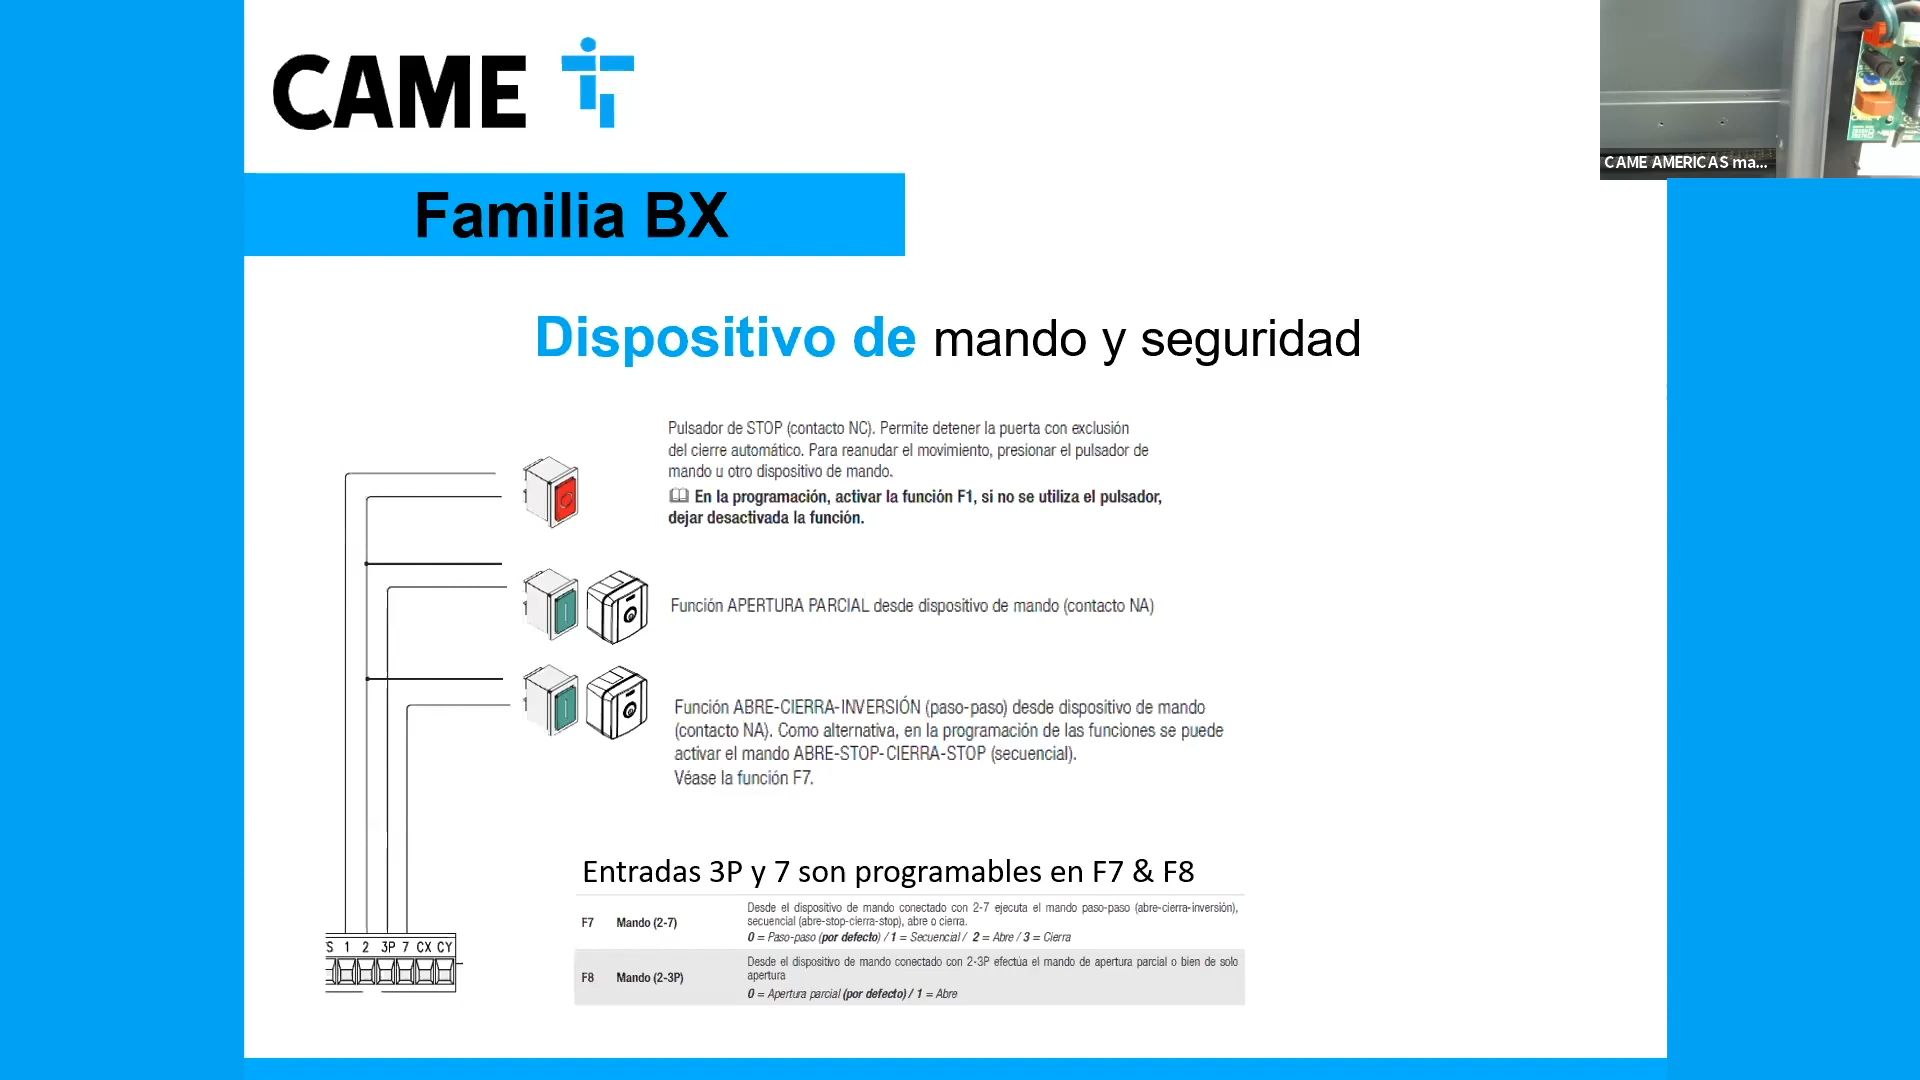 CAME
CAME AMERICAS ma...
Familia BX
Dispositivo de mando y seguridad
Pulsador de STOP (contacto NC). Permite detener la puerta con exclusión
del cierre automático. Para reanudar el movimiento, presionar el pulsador de
mando u otro dispositivo de mando.
En la programación, activar la función F1, si no se utiliza el pulsador,
dejar desactivada la función.
Función APERTURA PARCIAL desde dispositivo de mando (contacto NA)
Función ABRE-CIERRA-INVERSIÓN (paso-paso) desde dispositivo de mando
(contacto NA). Como alternativa, en la programación de las funciones se puede
activar el mando ABRE-STOP-CIERRA-STOP (secuencial).
Véase la función F7.
Entradas 3P y 7 son programables en F7 & F8
F7 Mando (2-7) Desde el dispositivo de mando conectado con 2-7 ejecuta el mando paso-paso (abre-cierra-inversión),
secuencial (abre-stop-cierra-stop), abre o cierra.
0 = Paso-paso (por defecto) / 1 = Secuencial / 2 = Abre / 3 = Cierra
F8 Mando (2-3P) Desde el dispositivo de mando conectado con 2-3P efectúa el mando de apertura parcial o bien de solo
apertura
0 = Apertura parcial (por defecto) / 1 = Abre
S 1 2 3P 7 CX CY